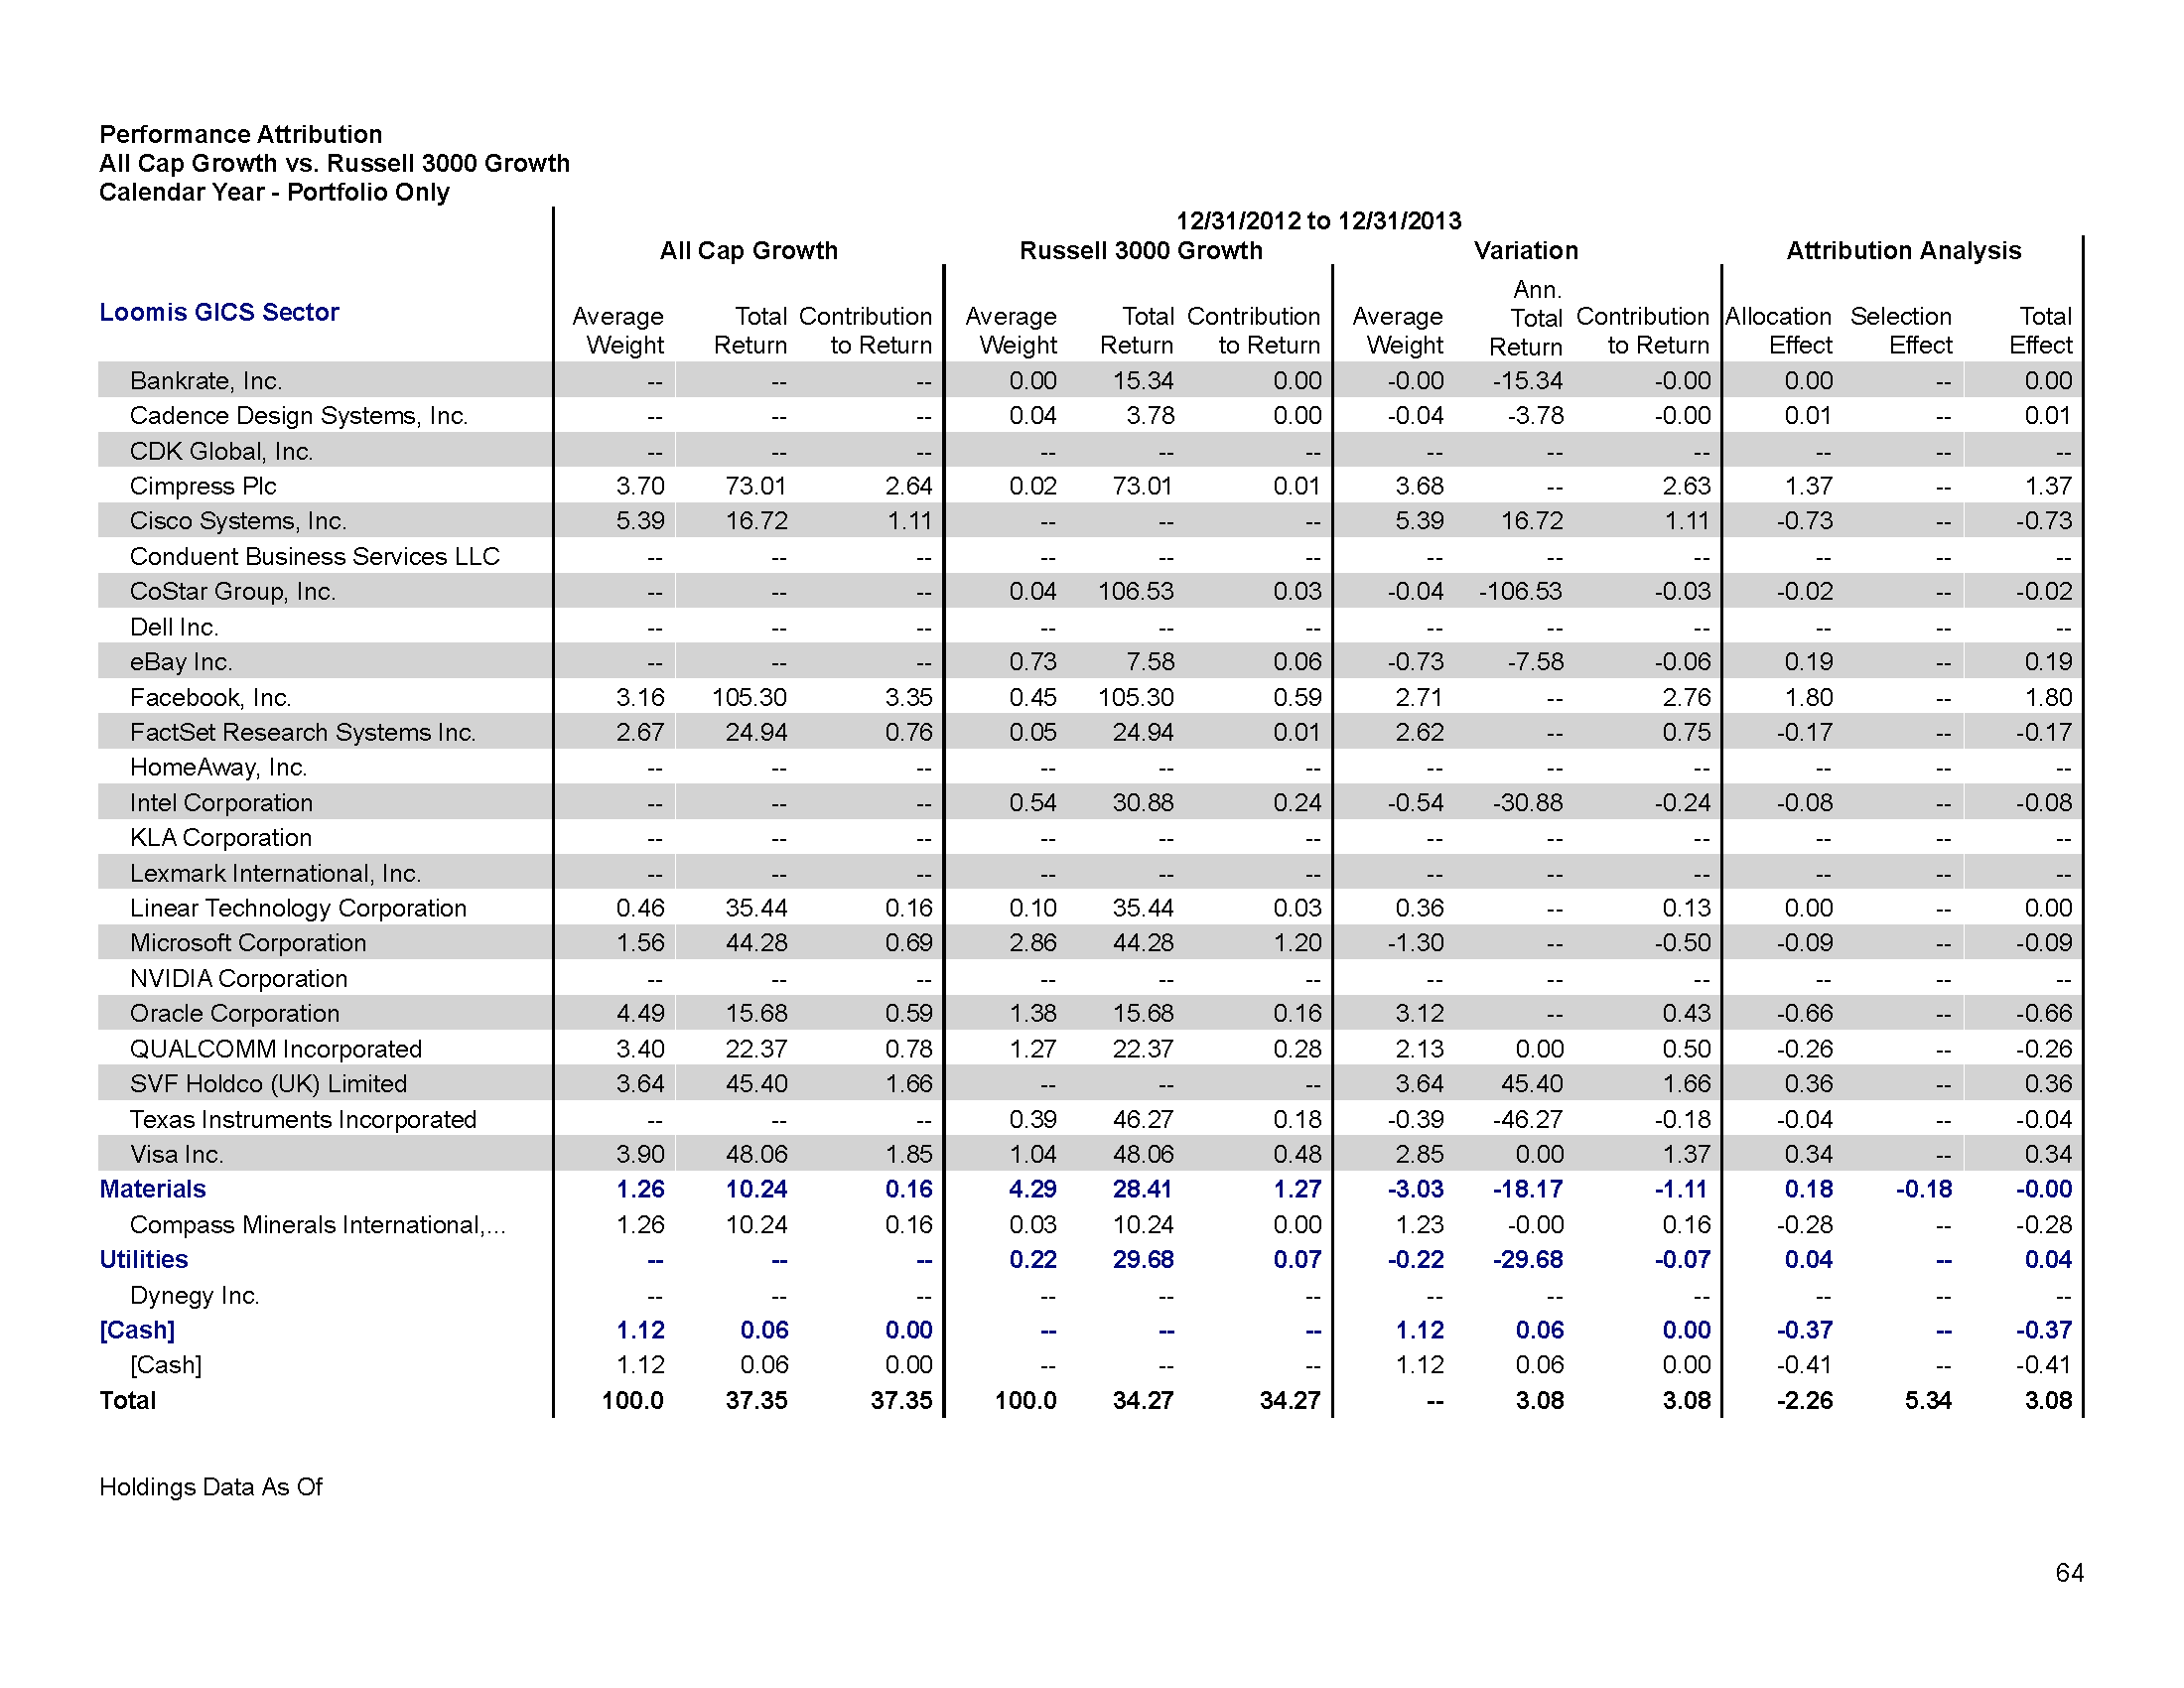 Performance Attribution
All Cap Growth vs. Russell 3000 Growth
Calendar Year - Portfolio Only
12/31/2012 to 12/31/2013
All Cap Growth Russell 3000 Growth Variation Attribution Analysis
Loomis GICS Sector Average Weight Total Return Contribution to Return Average Weight Total Return Contribution to Return Average Weight Ann. Total Return Contribution to Return Allocation Effect Selection Effect Total Effect
Bankrate, Inc. -- -- -- 0.00 15.34 0.00 -0.00 -15.34 -0.00 0.00 -- 0.00
Cadence Design Systems, Inc. -- -- -- 0.04 3.78 0.00 -0.04 -3.78 -0.00 0.01 -- 0.01
CDK Global, Inc. -- -- -- -- -- -- -- -- -- -- -- --
Cimpress Plc 3.70 73.01 2.64 0.02 73.01 0.01 3.68 -- 2.63 1.37 -- 1.37
Cisco Systems, Inc. 5.39 16.72 1.11 -- -- -- 5.39 16.72 1.11 -0.73 -- -0.73
Conduent Business Services LLC -- -- -- -- -- -- -- -- -- -- -- --
CoStar Group, Inc. -- -- -- 0.04 106.53 0.03 -0.04 -106.53 -0.03 -0.02 -- -0.02
Dell Inc. -- -- -- -- -- -- -- -- -- -- -- --
eBay Inc. -- -- -- 0.73 7.58 0.06 -0.73 -7.58 -0.06 0.19 -- 0.19
Facebook, Inc. 3.16 105.30 3.35 0.45 105.30 0.59 2.71 -- 2.76 1.80 -- 1.80
FactSet Research Systems Inc. 2.67 24.94 0.76 0.05 24.94 0.01 2.62 -- 0.75 -0.17 -- -0.17
HomeAway, Inc. -- -- -- -- -- -- -- -- -- -- -- --
Intel Corporation -- -- -- 0.54 30.88 0.24 -0.54 -30.88 -0.24 -0.08 -- -0.08
KLA Corporation -- -- -- -- -- -- -- -- -- -- -- --
Lexmark International, Inc. -- -- -- -- -- -- -- -- -- -- -- --
Linear Technology Corporation 0.46 35.44 0.16 0.10 35.44 0.03 0.36 -- 0.13 0.00 -- 0.00
Microsoft Corporation 1.56 44.28 0.69 2.86 44.28 1.20 -1.30 -- -0.50 -0.09 -- -0.09
NVIDIA Corporation -- -- -- -- -- -- -- -- -- -- -- --
Oracle Corporation 4.49 15.68 0.59 1.38 15.68 0.16 3.12 -- 0.43 -0.66 -- -0.66
QUALCOMM Incorporated 3.40 22.37 0.78 1.27 22.37 0.28 2.13 0.00 0.50 -0.26 -- -0.26
SVF Holdco (UK) Limited 3.64 45.40 1.66 -- -- -- 3.64 45.40 1.66 0.36 -- 0.36
Texas Instruments Incorporated -- -- -- 0.39 46.27 0.18 -0.39 -46.27 -0.18 -0.04 -- -0.04
Visa Inc. 3.90 48.06 1.85 1.04 48.06 0.48 2.85 0.00 1.37 0.34 -- 0.34
Materials 1.26 10.24 0.16 4.29 28.41 1.27 -3.03 -18.17 -1.11 0.18 -0.18 -0.00
Compass Minerals International,... 1.26 10.24 0.16 0.03 10.24 0.00 1.23 -0.00 0.16 -0.28 -- -0.28
Utilities -- -- -- 0.22 29.68 0.07 -0.22 -29.68 -0.07 0.04 -- 0.04
Dynegy Inc. -- -- -- -- -- -- -- -- -- -- -- --
[Cash] 1.12 0.06 0.00 -- -- -- 1.12 0.06 0.00 -0.37 -- -0.37
[Cash] 1.12 0.06 0.00 -- -- -- 1.12 0.06 0.00 -0.41 -- -0.41
Total 100.0 37.35 37.35 100.0 34.27 34.27 -- 3.08 3.08 -2.26 5.34 3.08
Holdings Data As Of
64